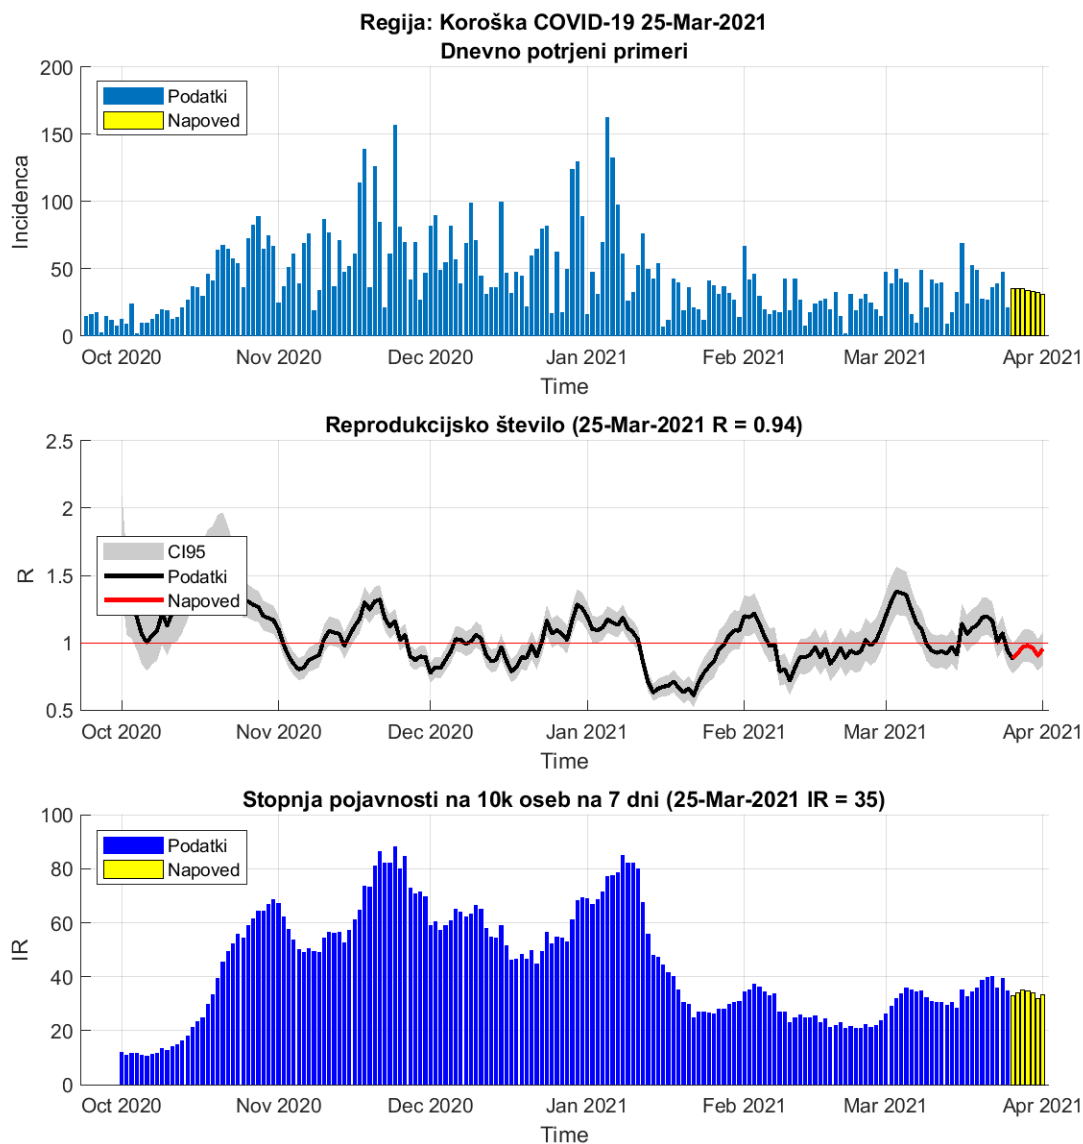 Regija: Koroška COVID-19 25-Mar-2021
Dnevno potrjeni primeri
200
150
100
50
0
Incidenca
Podatki
Napoved
Oct 2020 Nov 2020 Dec 2020 Jan 2021 Feb 2021 Mar 2021 Apr 2021
Time
Reprodukcijsko število (25-Mar-2021 R = 0.94)
2.5
2
1.5
1
0.5
R
CI95
Podatki
Napoved
Oct 2020 Nov 2020 Dec 2020 Jan 2021 Feb 2021 Mar 2021 Apr 2021
Time
Stopnja pojavnosti na 10k oseb na 7 dni (25-Mar-2021 IR = 35)
100
80
60
40
20
0
IR
Podatki
Napoved
Oct 2020 Nov 2020 Dec 2020 Jan 2021 Feb 2021 Mar 2021 Apr 2021
Time